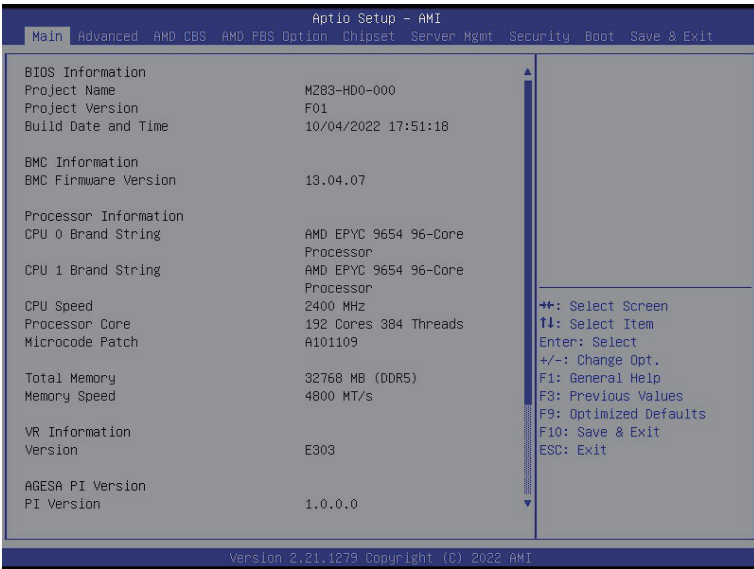 Aptio Setup – AMI
Main Advanced AMD CBS AMD PBS Option Chipset Server Mgmt Security Boot Save & Exit
BIOS Information
Project Name MZ83-HD0-000
Project Version F01
Build Date and Time 10/04/2022 17:51:18
BMC Information
BMC Firmware Version 13.04.07
Processor Information
CPU 0 Brand String AMD EPYC 9654 96-Core
Processor
CPU 1 Brand String AMD EPYC 9654 96-Core
Processor
CPU Speed 2400 MHz
Processor Core 192 Cores 384 Threads
Microcode Patch A101109
Total Memory 32768 MB (DDR5)
Memory Speed 4800 MT/s
VR Information
Version E303
AGESA PI Version
PI Version 1.0.0.0
→←: Select Screen
↑↓: Select Item
Enter: Select
+/-: Change Opt.
F1: General Help
F3: Previous Values
F9: Optimized Defaults
F10: Save & Exit
ESC: Exit
Version 2.21.1279 Copyright (C) 2022 AMI